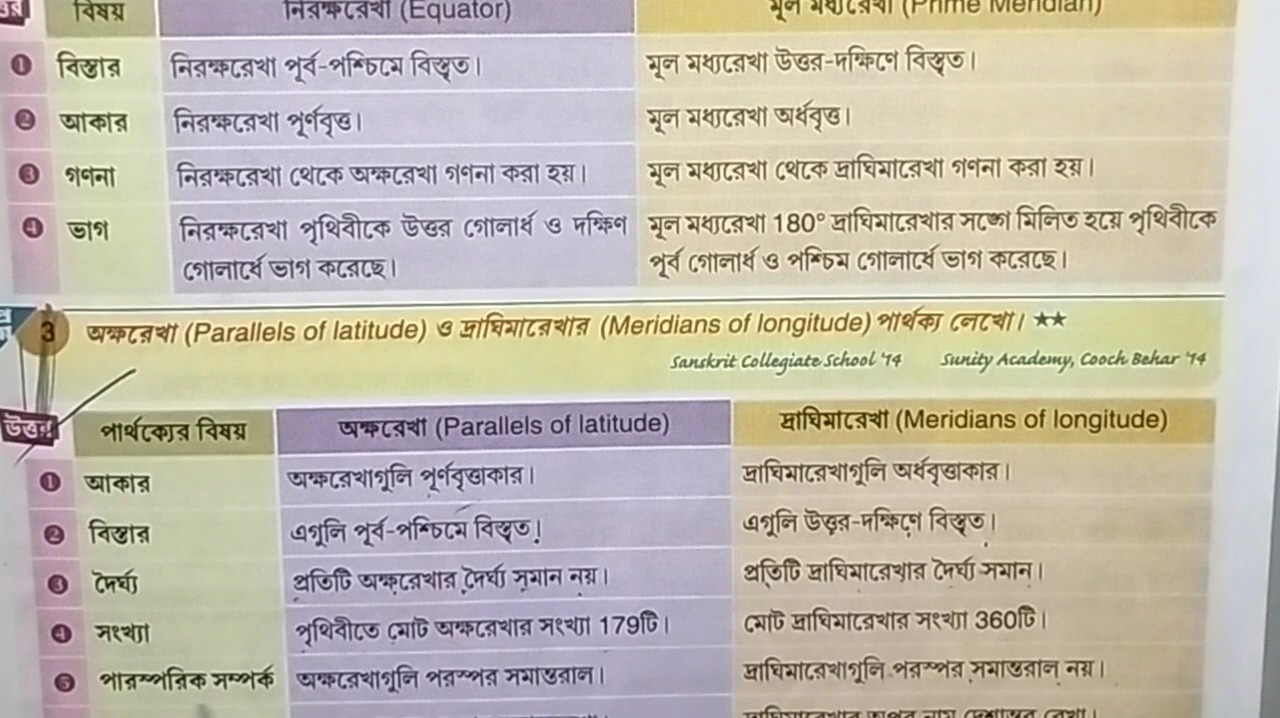 বিষয় নিরক্ষরেখা (Equator) মূল মধ্যরেখা (Prime Meridian)
❶ বিস্তার নিরক্ষরেখা পূর্ব-পশ্চিমে বিস্তৃত। মূল মধ্যরেখা উত্তর-দক্ষিণে বিস্তৃত।
❷ আকার নিরক্ষরেখা পূর্ণবৃত্ত। মূল মধ্যরেখা অর্ধবৃত্ত।
❸ গণনা নিরক্ষরেখা থেকে অক্ষরেখা গণনা করা হয়। মূল মধ্যরেখা থেকে দ্রাঘিমারেখা গণনা করা হয়।
❹ ভাগ নিরক্ষরেখা পৃথিবীকে উত্তর গোলার্ধ ও দক্ষিণ মূল মধ্যরেখা 180° দ্রাঘিমারেখার সঙ্গে মিলিত হয়ে পৃথিবীকে
গোলার্ধে ভাগ করেছে। পূর্ব গোলার্ধ ও পশ্চিম গোলার্ধে ভাগ করেছে।
3 অক্ষরেখা (Parallels of latitude) ও দ্রাঘিমারেখার (Meridians of longitude) পার্থক্য লেখো। ★★
Sanskrit Collegiate School '14 Sunity Academy, Cooch Behar '14
উত্তর পার্থক্যের বিষয় অক্ষরেখা (Parallels of latitude) দ্রাঘিমারেখা (Meridians of longitude)
❶ আকার অক্ষরেখাগুলি পূর্ণবৃত্তাকার। দ্রাঘিমারেখাগুলি অর্ধবৃত্তাকার।
❷ বিস্তার এগুলি পূর্ব-পশ্চিমে বিস্তৃত। এগুলি উত্তর-দক্ষিণে বিস্তৃত।
❸ দৈর্ঘ্য প্রতিটি অক্ষরেখার দৈর্ঘ্য সমান নয়। প্রতিটি দ্রাঘিমারেখার দৈর্ঘ্য সমান।
❹ সংখ্যা পৃথিবীতে মোট অক্ষরেখার সংখ্যা 179টি। মোট দ্রাঘিমারেখার সংখ্যা 360টি।
❺ পারস্পরিক সম্পর্ক অক্ষরেখাগুলি পরস্পর সমান্তরাল। দ্রাঘিমারেখাগুলি পরস্পর সমান্তরাল নয়।